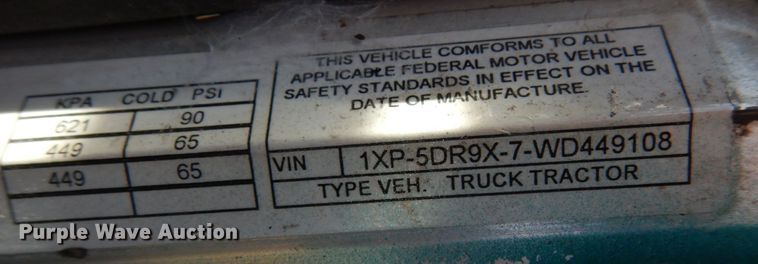 KPA COLD PSI
621 90
449 65
449 65
THIS VEHICLE COMFORMS TO ALL
APPLICABLE FEDERAL MOTOR VEHICLE
SAFETY STANDARDS IN EFFECT ON THE
DATE OF MANUFACTURE.
VIN 1XP-5DR9X-7-WD449108
TYPE VEH. TRUCK TRACTOR
Purple Wave Auction